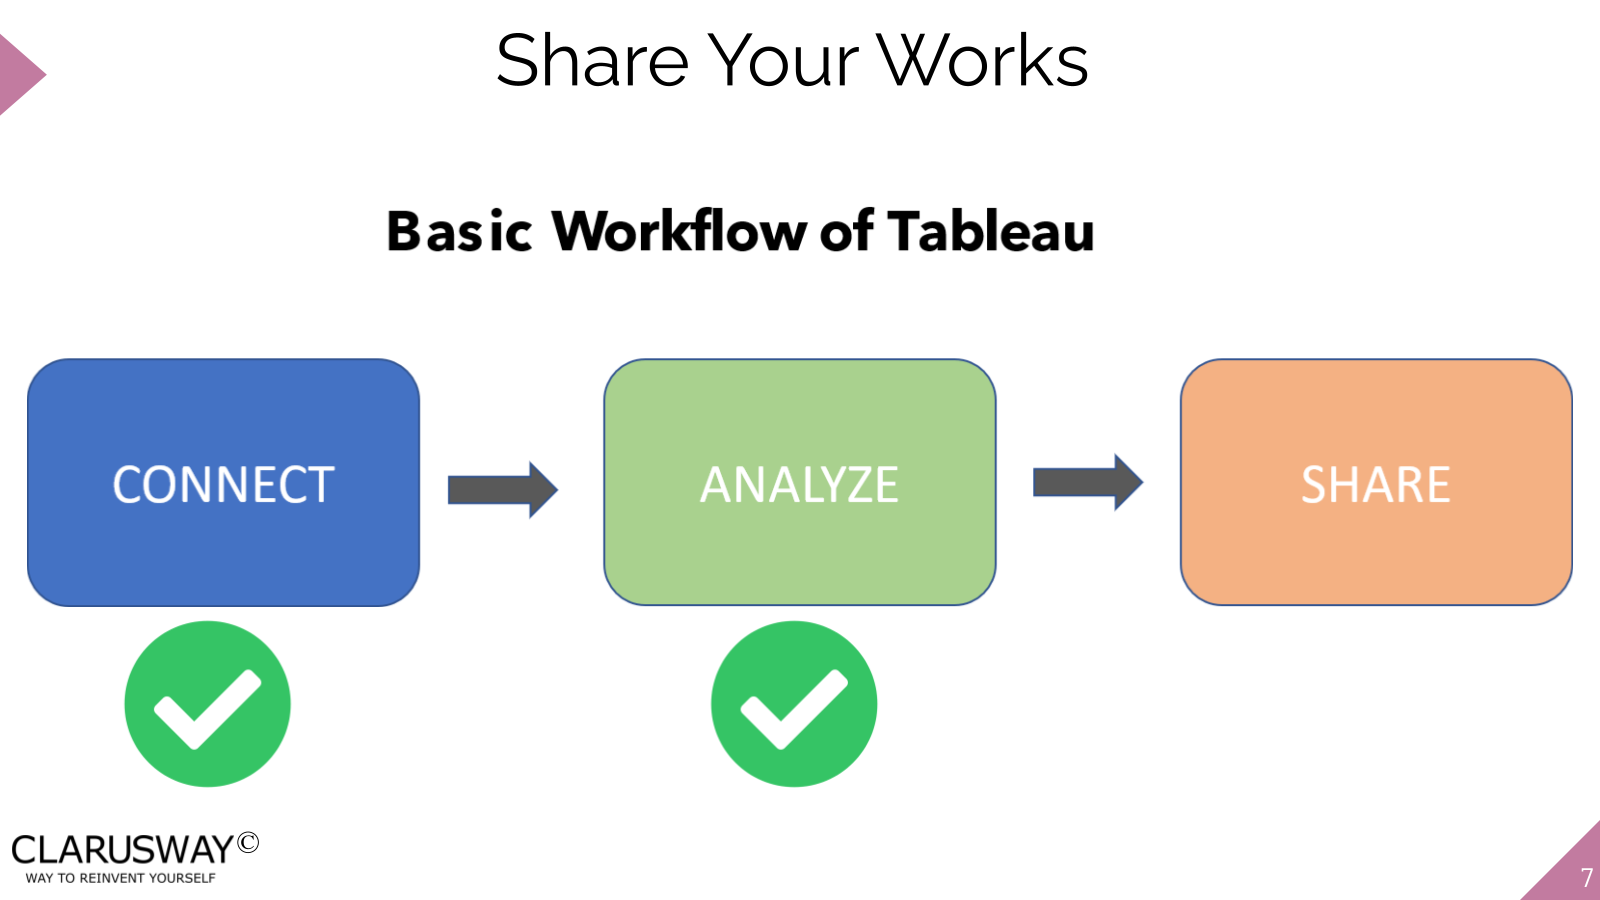 Share Your Works
Basic Workflow of Tableau
CONNECT
ANALYZE
SHARE
CLARUSWAY©
WAY TO REINVENT YOURSELF
7